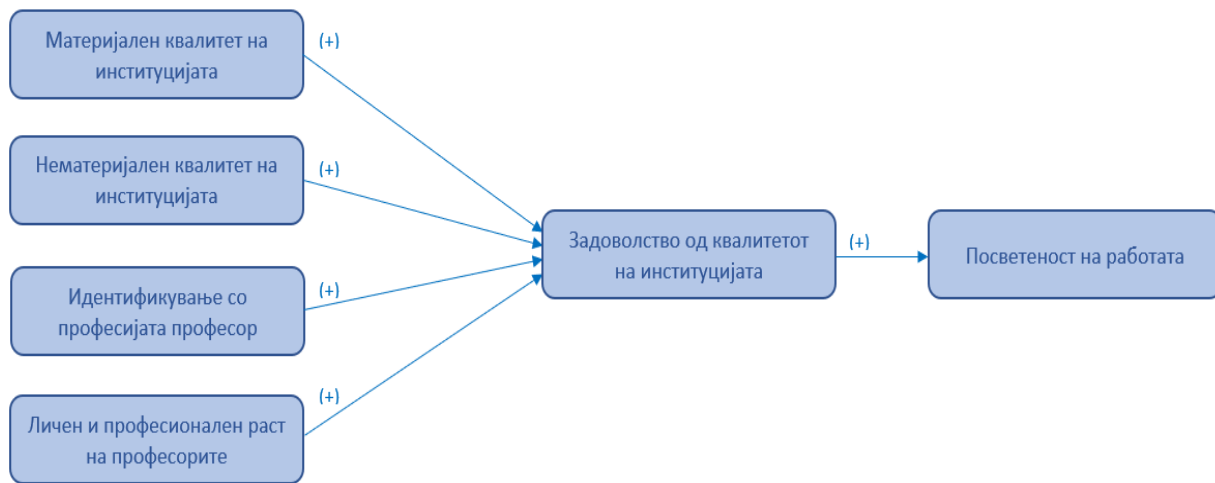 Материјален квалитет на
институцијата
(+)
Нематеријален квалитет на
институцијата
(+)
Идентификување со
професијата професор
(+)
Личен и професионален раст
на професорите
(+)
Задоволство од квалитетот
на институцијата
(+)
Посветеност на работата